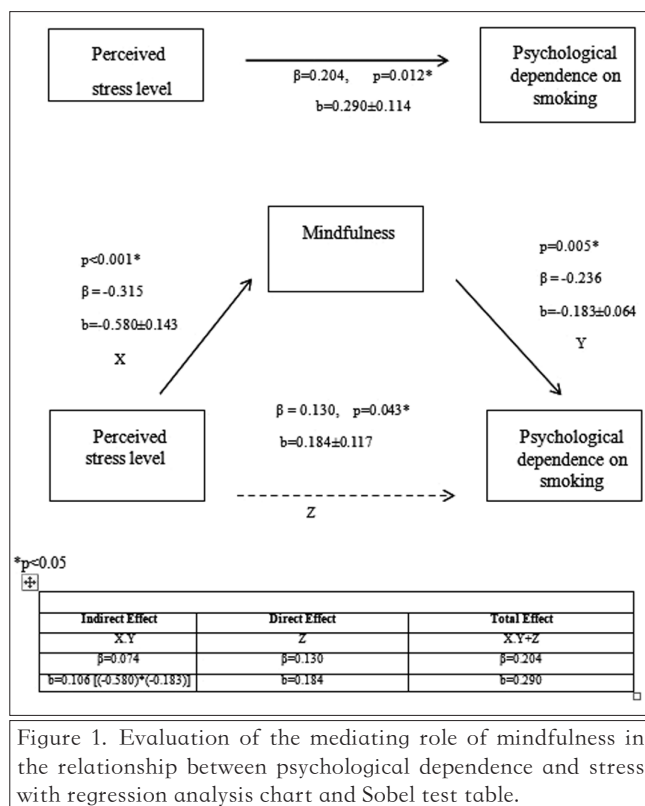 Perceived
stress level
β=0.204, p=0.012*
b=0.290±0.114
Psychological
dependence on
smoking
Mindfulness
p<0.001*
β = -0.315
b=-0.580±0.143
X
p=0.005*
β = -0.236
b=-0.183±0.064
Y
Perceived
stress level
β = 0.130, p=0.043*
b=0.184±0.117
Z
Psychological
dependence on
smoking
*p<0.05
Indirect Effect Direct Effect Total Effect
X.Y Z X.Y+Z
β=0.074 β=0.130 β=0.204
b=0.106 [(-0.580)*(-0.183)] b=0.184 b=0.290
Figure 1. Evaluation of the mediating role of mindfulness in
the relationship between psychological dependence and stress
with regression analysis chart and Sobel test table.